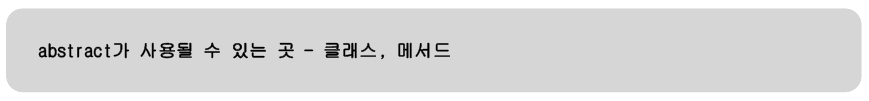 abstract가 사용될 수 있는 곳 - 클래스, 메서드